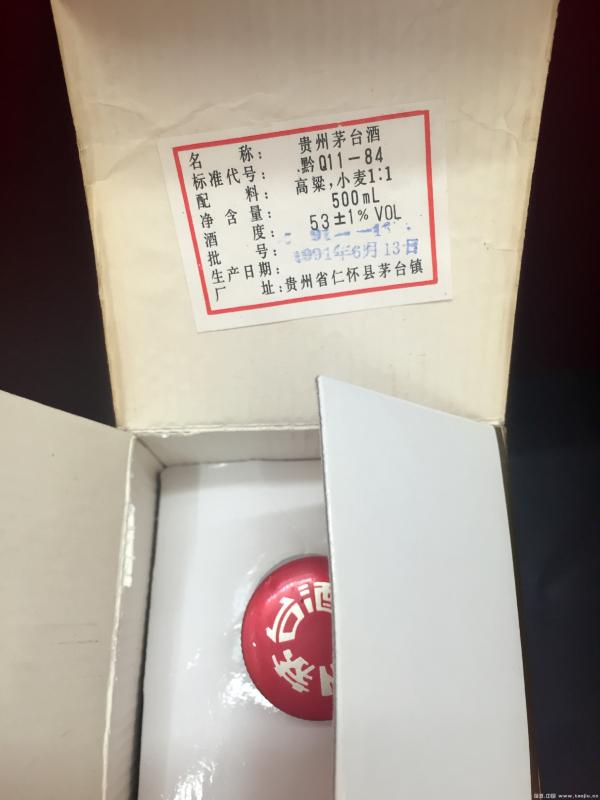 名 称: 贵州茅台酒
标准代号: 黔Q11-84
配 料: 高粱,小麦1:1
净 含 量: 500mL
酒 度: 53±1%VOL
批 号:
生产日期: 1991年6月13日
厂 址:贵州省仁怀县茅台镇
茅台酒